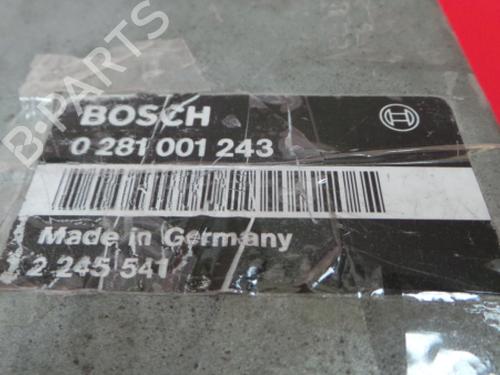 B-PARTS
BOSCH
0 281 001 243
Made in Germany
2 245 541